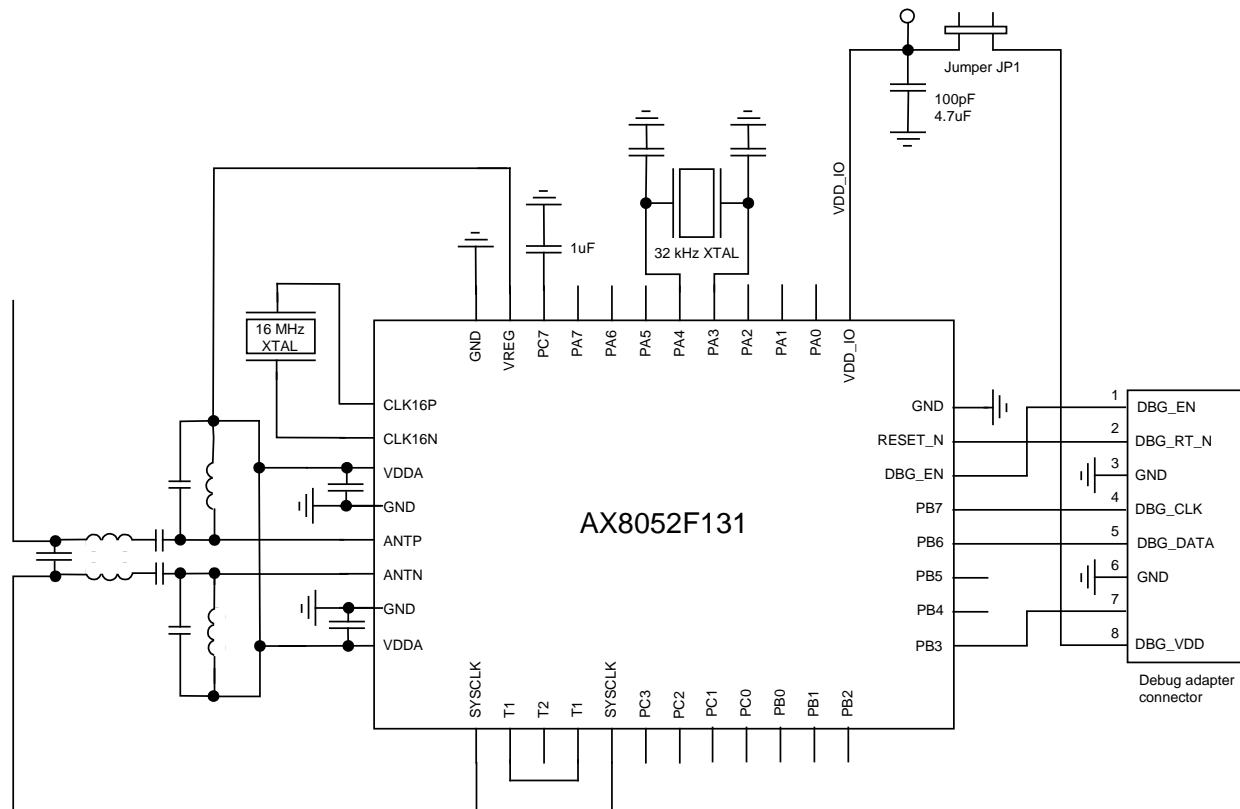 Jumper JP1
100pF
4.7uF
VDD_IO
1uF
32 kHz XTAL
16 MHz
XTAL
GND
VREG
PC7
PA7
PA6
PA5
PA4
PA3
PA2
PA1
PA0
VDD_IO
CLK16P
CLK16N
VDDA
GND
ANTP
ANTN
GND
VDDA
AX8052F131
GND
RESET_N
DBG_EN
PB7
PB6
PB5
PB4
PB3
1 DBG_EN
2 DBG_RT_N
3 GND
4 DBG_CLK
5 DBG_DATA
6 GND
7
8 DBG_VDD
Debug adapter
connector
SYSCLK
T1
T2
T1
SYSCLK
PC3
PC2
PC1
PC0
PB0
PB1
PB2